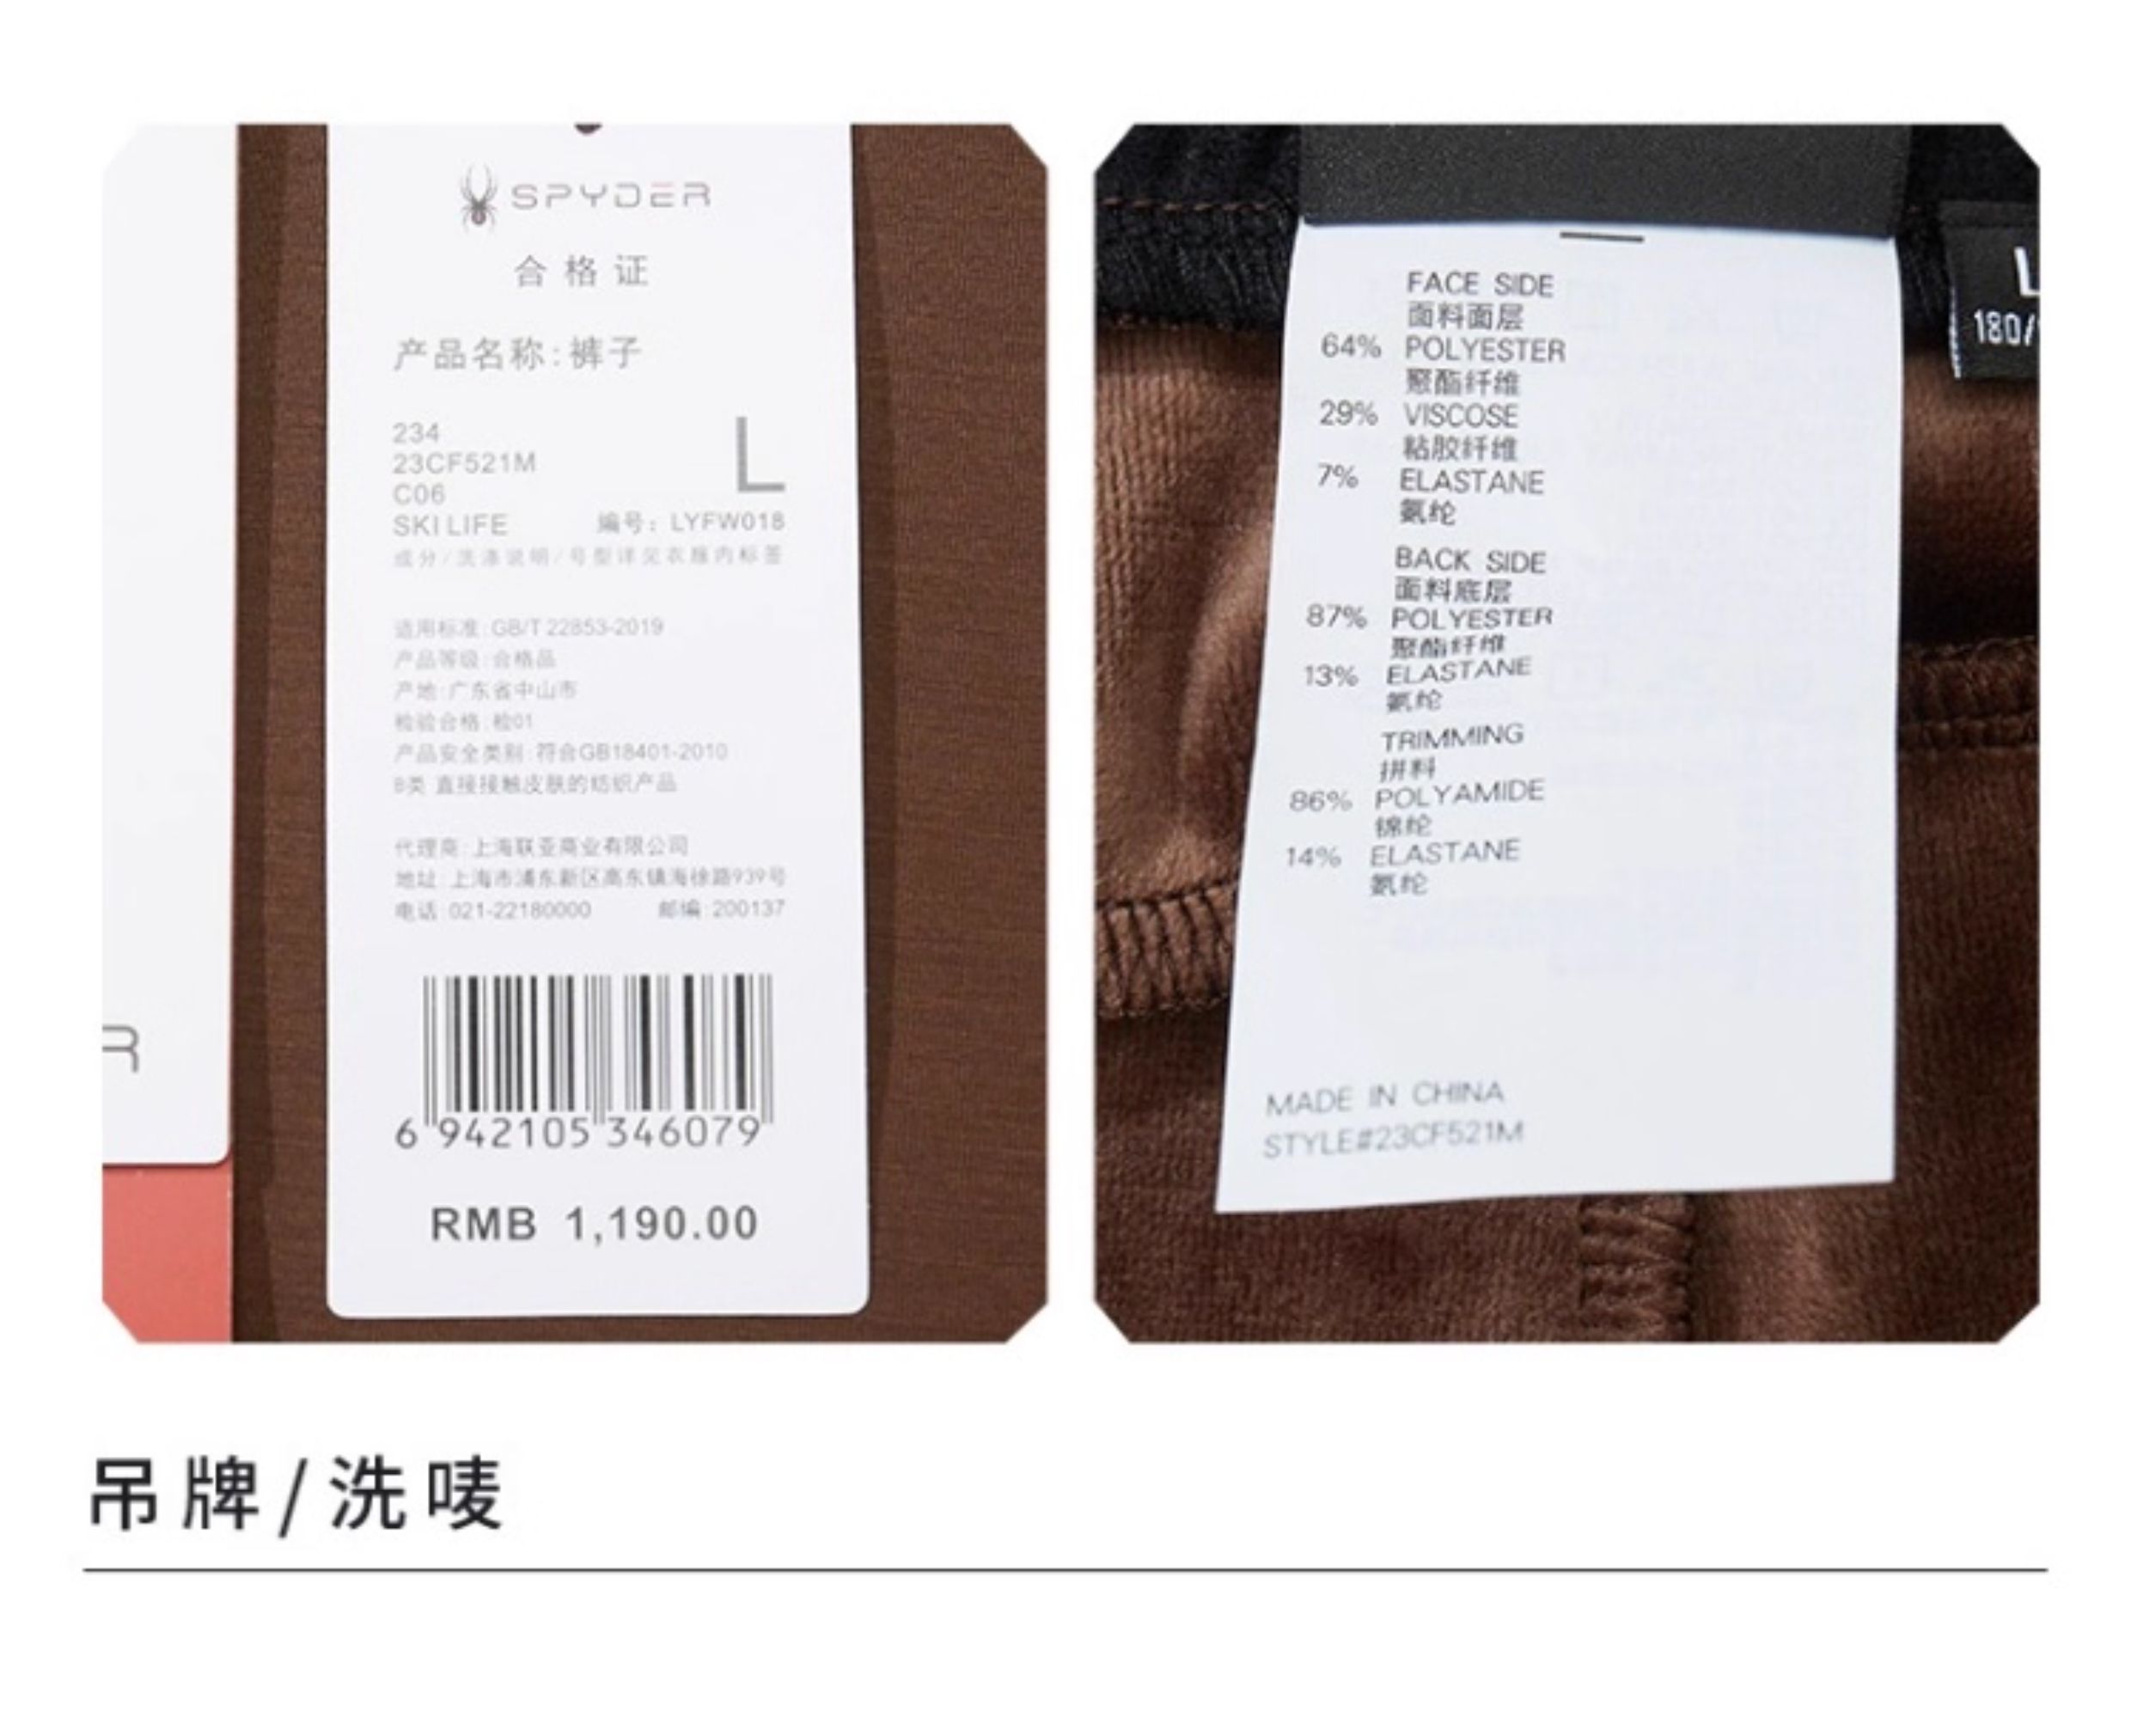 SPYDER
合格证
产品名称:裤子
234
23CF521M
C06
L
SKI LIFE 编号: LYFW018
成分/洗涤说明/号型详见衣服内标签
适用标准:GB/T 22853-2019
产品等级:合格品
产地:广东省中山市
检验合格:检01
产品安全类别:符合GB18401-2010
B类 直接接触皮肤的纺织产品
代理商:上海联亚商业有限公司
地址:上海市浦东新区高东镇海徐路939号
电话:021-22180000 邮编:200137
6 942105 346079
RMB 1,190.00
R
FACE SIDE
面料面层
64% POLYESTER
聚酯纤维
29% VISCOSE
粘胶纤维
7% ELASTANE
氨纶
BACK SIDE
面料底层
87% POLYESTER
聚酯纤维
13% ELASTANE
氨纶
TRIMMING
拼料
86% POLYAMIDE
锦纶
14% ELASTANE
氨纶
MADE IN CHINA
STYLE#23CF521M
L
180/
吊牌/洗唛